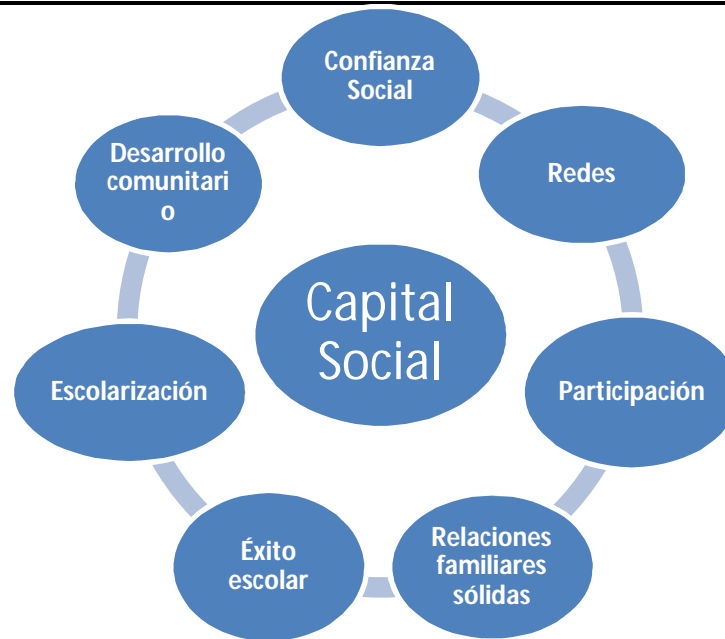 Confianza
Social
Redes
Participación
Relaciones
familiares
sólidas
Éxito
escolar
Escolarización
Desarrollo
comunitari
o
Capital
Social